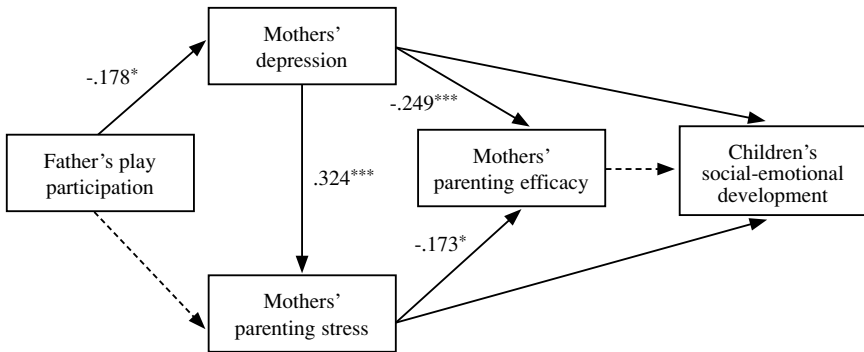 Mothers'
depression
-.178*
-.249***
Father's play
participation
.324***
Mothers'
parenting efficacy
Children's
social-emotional
development
-.173*
Mothers'
parenting stress